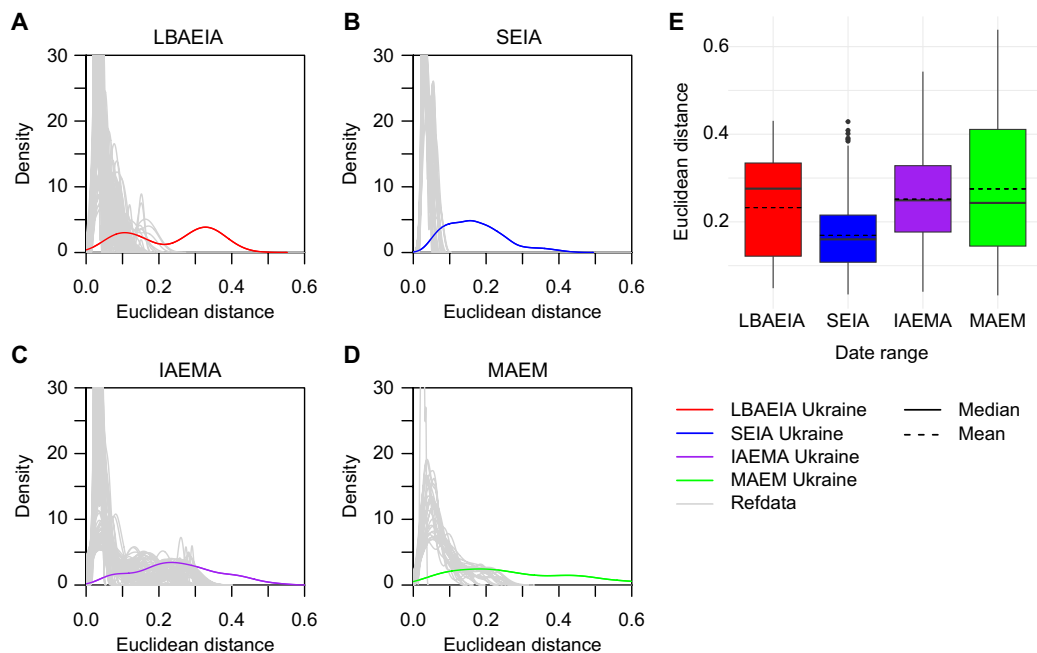 A
LBAEIA
30
20
10
0
Density
0.0 0.2 0.4 0.6
Euclidean distance
B
SEIA
30
20
10
0
Density
0.0 0.2 0.4 0.6
Euclidean distance
E
0.6
0.4
0.2
Euclidean distance
LBAEIA SEIA IAEMA MAEM
Date range
C
IAEMA
30
20
10
0
Density
0.0 0.2 0.4 0.6
Euclidean distance
D
MAEM
30
20
10
0
Density
0.0 0.2 0.4 0.6
Euclidean distance
LBAEIA Ukraine
SEIA Ukraine
IAEMA Ukraine
MAEM Ukraine
Refdata
Median
Mean